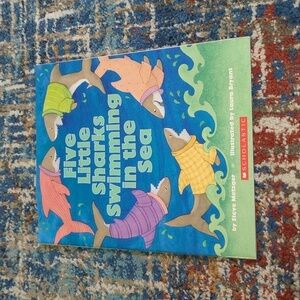 Five
Little
Sharks
Swimming
in the
Sea
by Steve Metzger
Illustrated by Laura Bryant
SCHOLASTIC